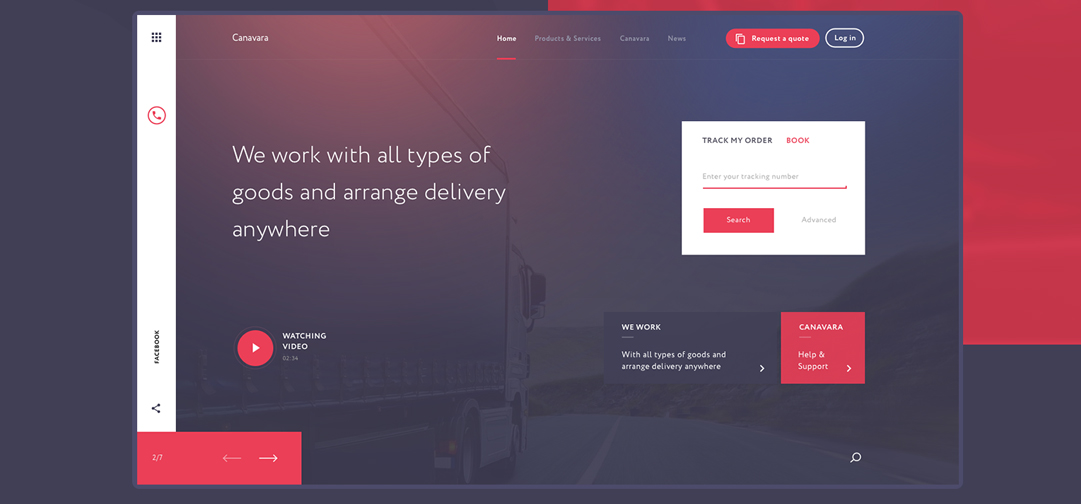 Canavara
Home
Products & Services
Canavara
News
Request a quote
Log in
We work with all types of
goods and arrange delivery
anywhere
TRACK MY ORDER
BOOK
Enter your tracking number
Search
Advanced
WATCHING
VIDEO
02:34
WE WORK
With all types of goods and
arrange delivery anywhere
CANAVARA
Help &
Support
FACEBOOK
2/7